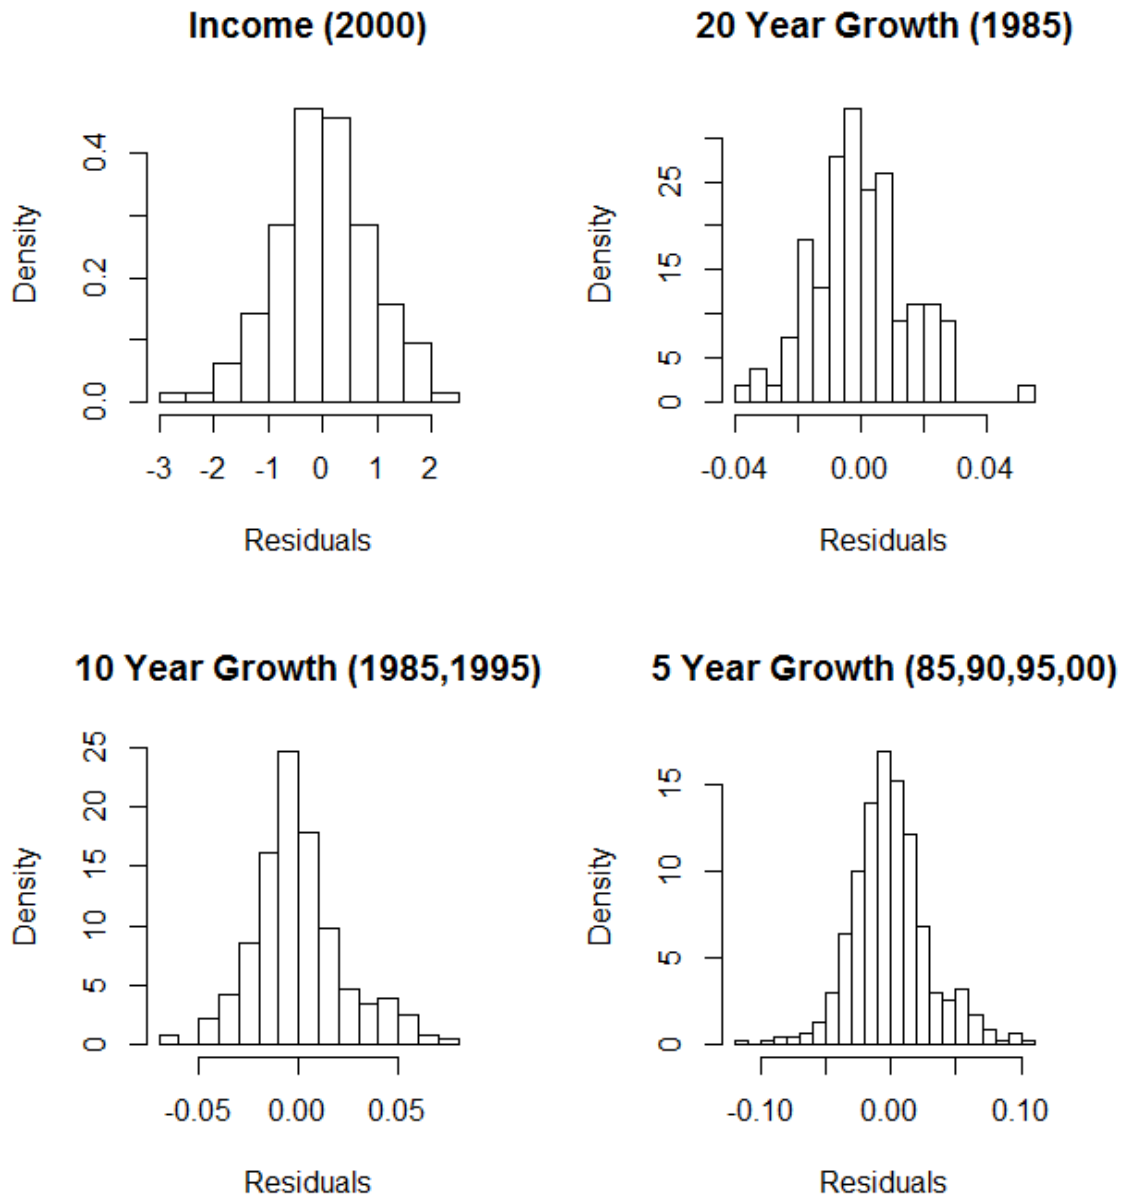 Income (2000)
Density
0.0 0.2 0.4
-3 -2 -1 0 1 2
Residuals
20 Year Growth (1985)
Density
0 5 15 25
-0.04 0.00 0.04
Residuals
10 Year Growth (1985,1995)
Density
0 5 10 15 20 25
-0.05 0.00 0.05
Residuals
5 Year Growth (85,90,95,00)
Density
0 5 10 15
-0.10 0.00 0.10
Residuals